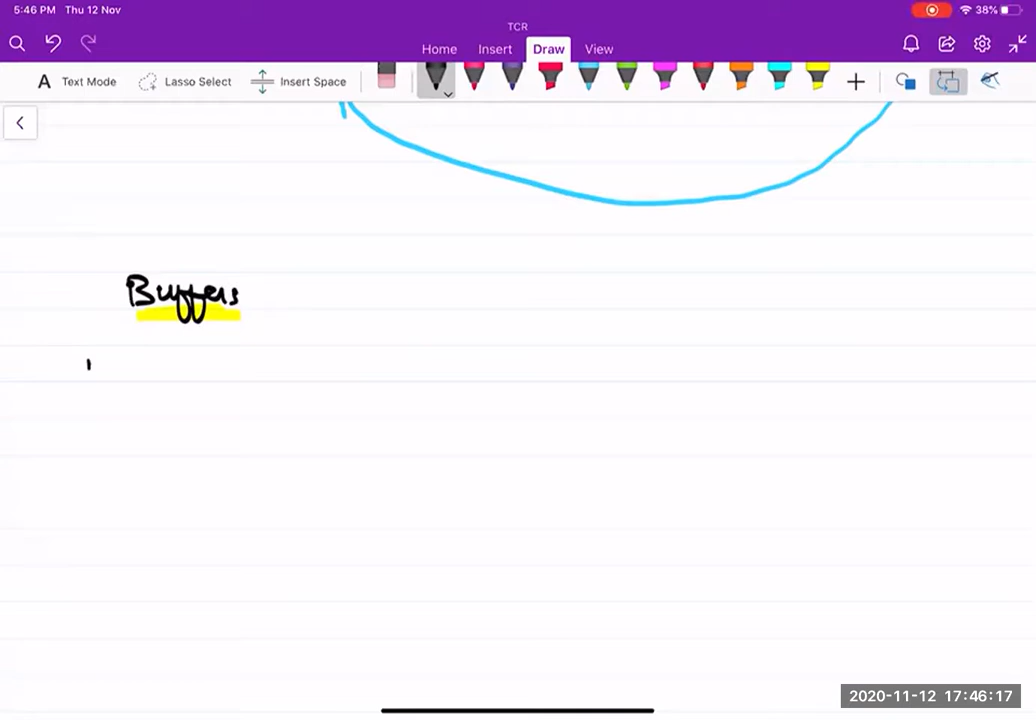 5:46 PM Thu 12 Nov
38%
TCR
Home Insert Draw View
A Text Mode Lasso Select Insert Space
Buffers
2020-11-12 17:46:17